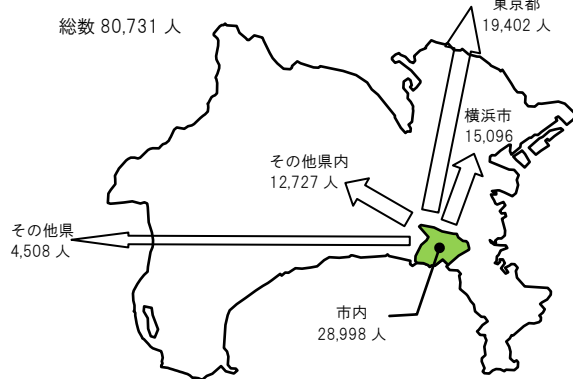 総数 80,731 人
東京都
19,402 人
横浜市
15,096
その他県内
12,727 人
その他県
4,508 人
市内
28,998 人